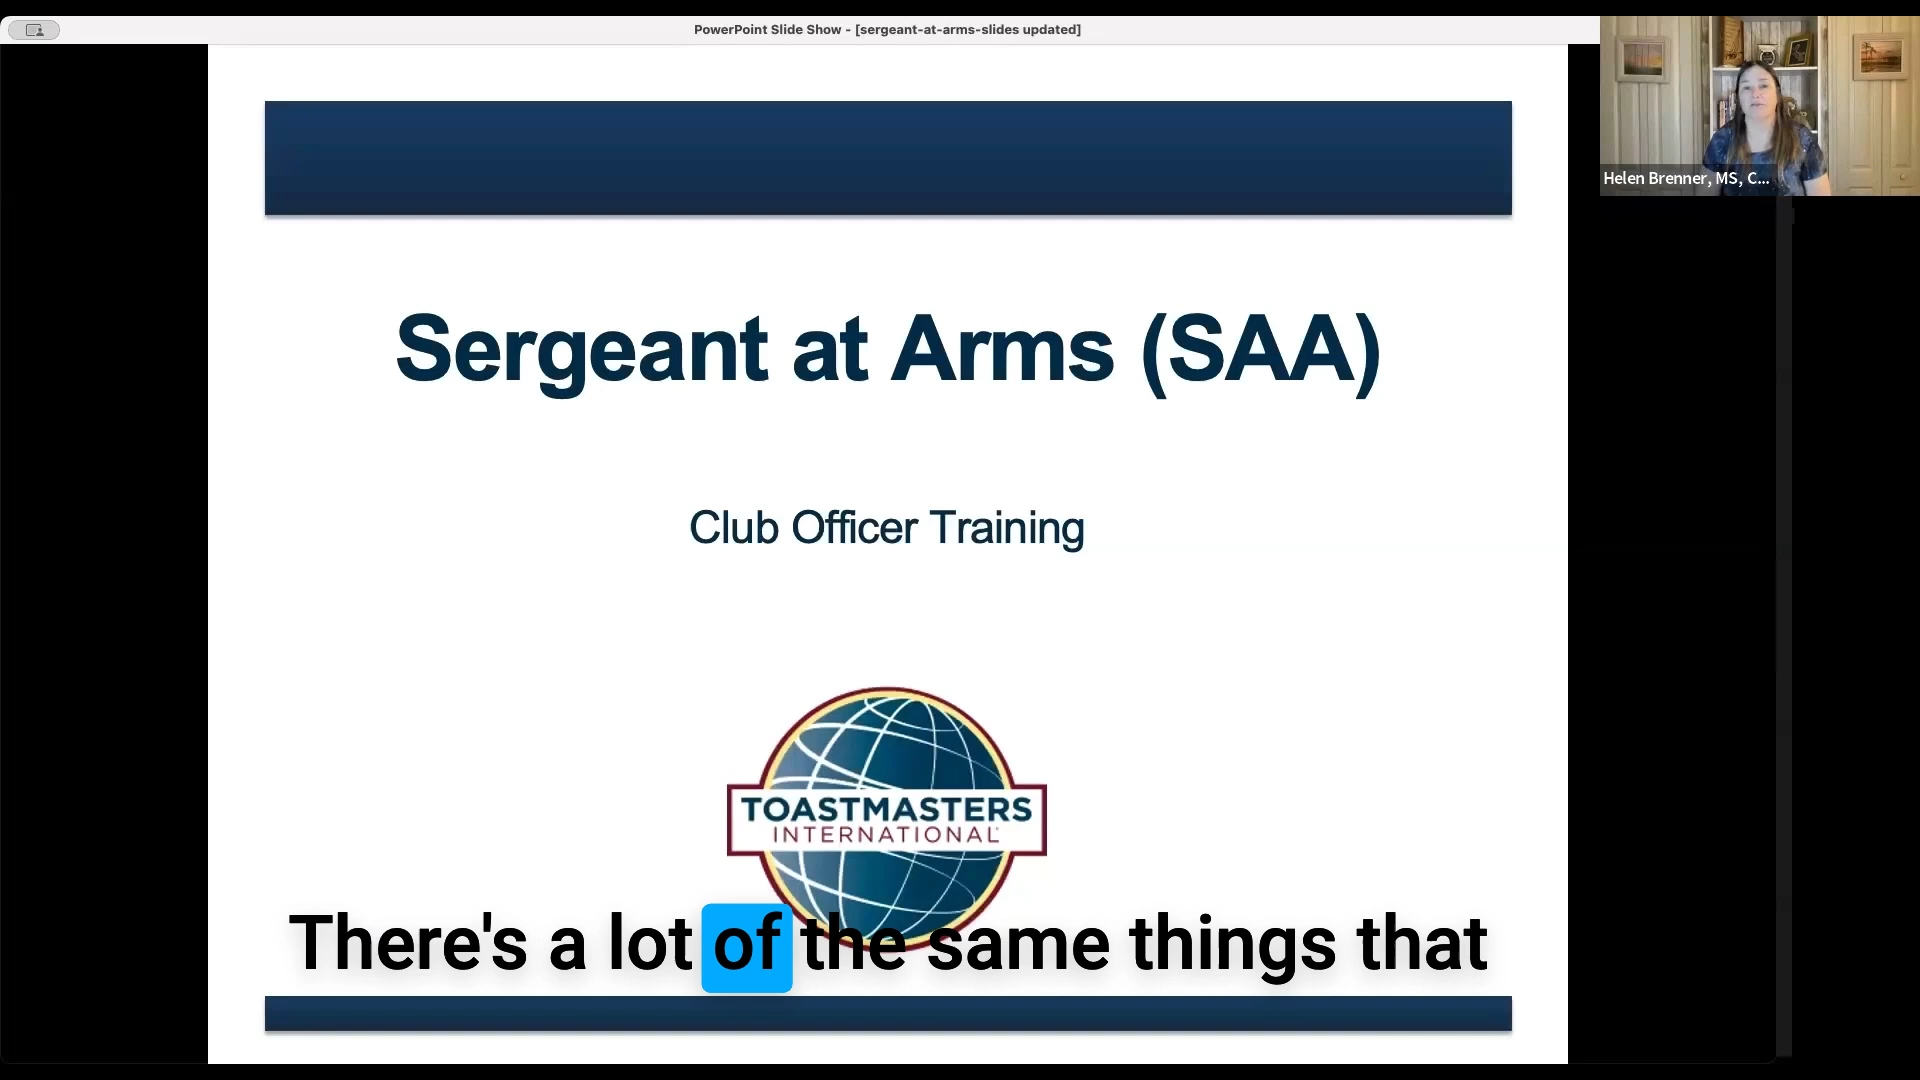 PowerPoint Slide Show - [sergeant-at-arms-slides updated]
Helen Brenner, MS, C...
Sergeant at Arms (SAA)
Club Officer Training
TOASTMASTERS
INTERNATIONAL
There's a lot of the same things that